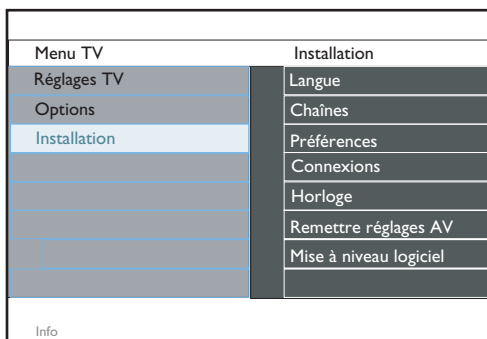 Menu TV
Installation
Réglages TV
Options
Installation
Langue
Chaînes
Préférences
Connexions
Horloge
Remettre réglages AV
Mise à niveau logiciel
Info